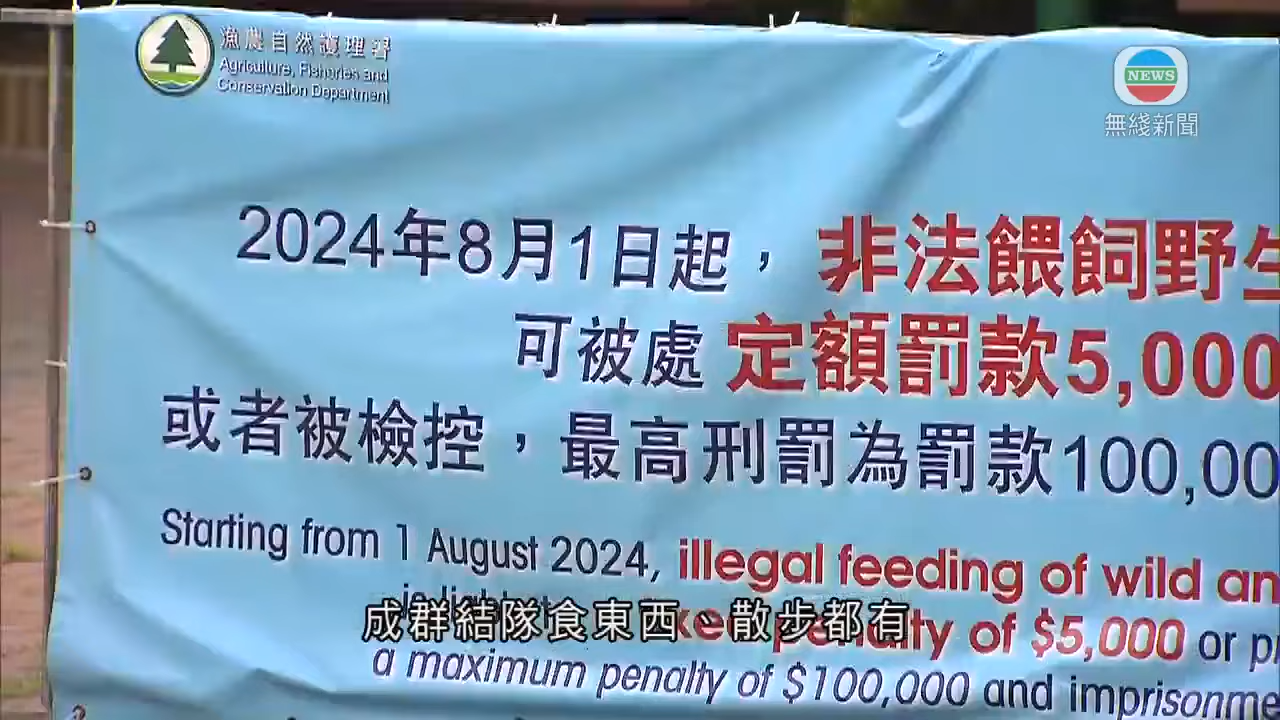 漁農自然護理署
Agriculture, Fisheries and
Conservation Department
NEWS
無綫新聞
2024年8月1日起，非法餵飼野生
可被處 定額罰款5,000
或者被檢控，最高刑罰為罰款100,00
Starting from 1 August 2024, illegal feeding of wild an
penalty of $5,000 or pr
成群結隊食東西、散步都有
a maximum penalty of $100,000 and imprisonme